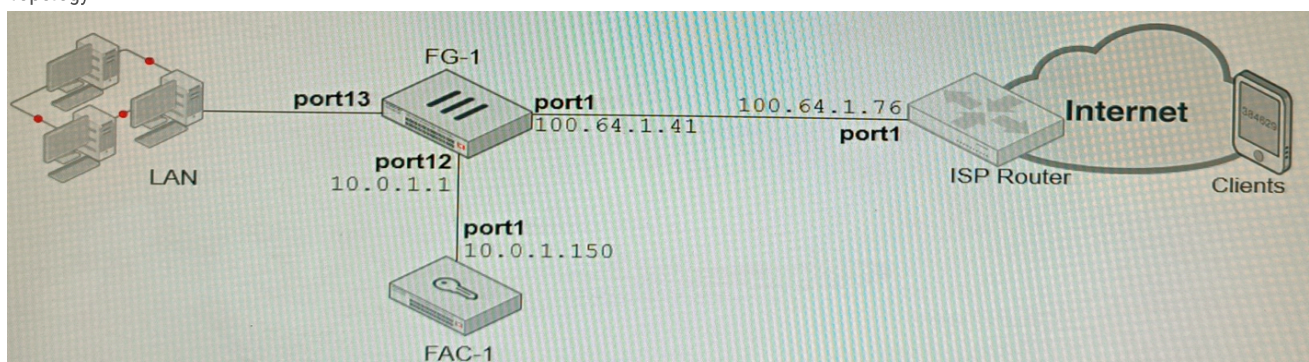 FG-1
port13
port1
100.64.1.41
100.64.1.76
port1
Internet
384629
LAN
port12
10.0.1.1
ISP Router
Clients
port1
10.0.1.150
FAC-1